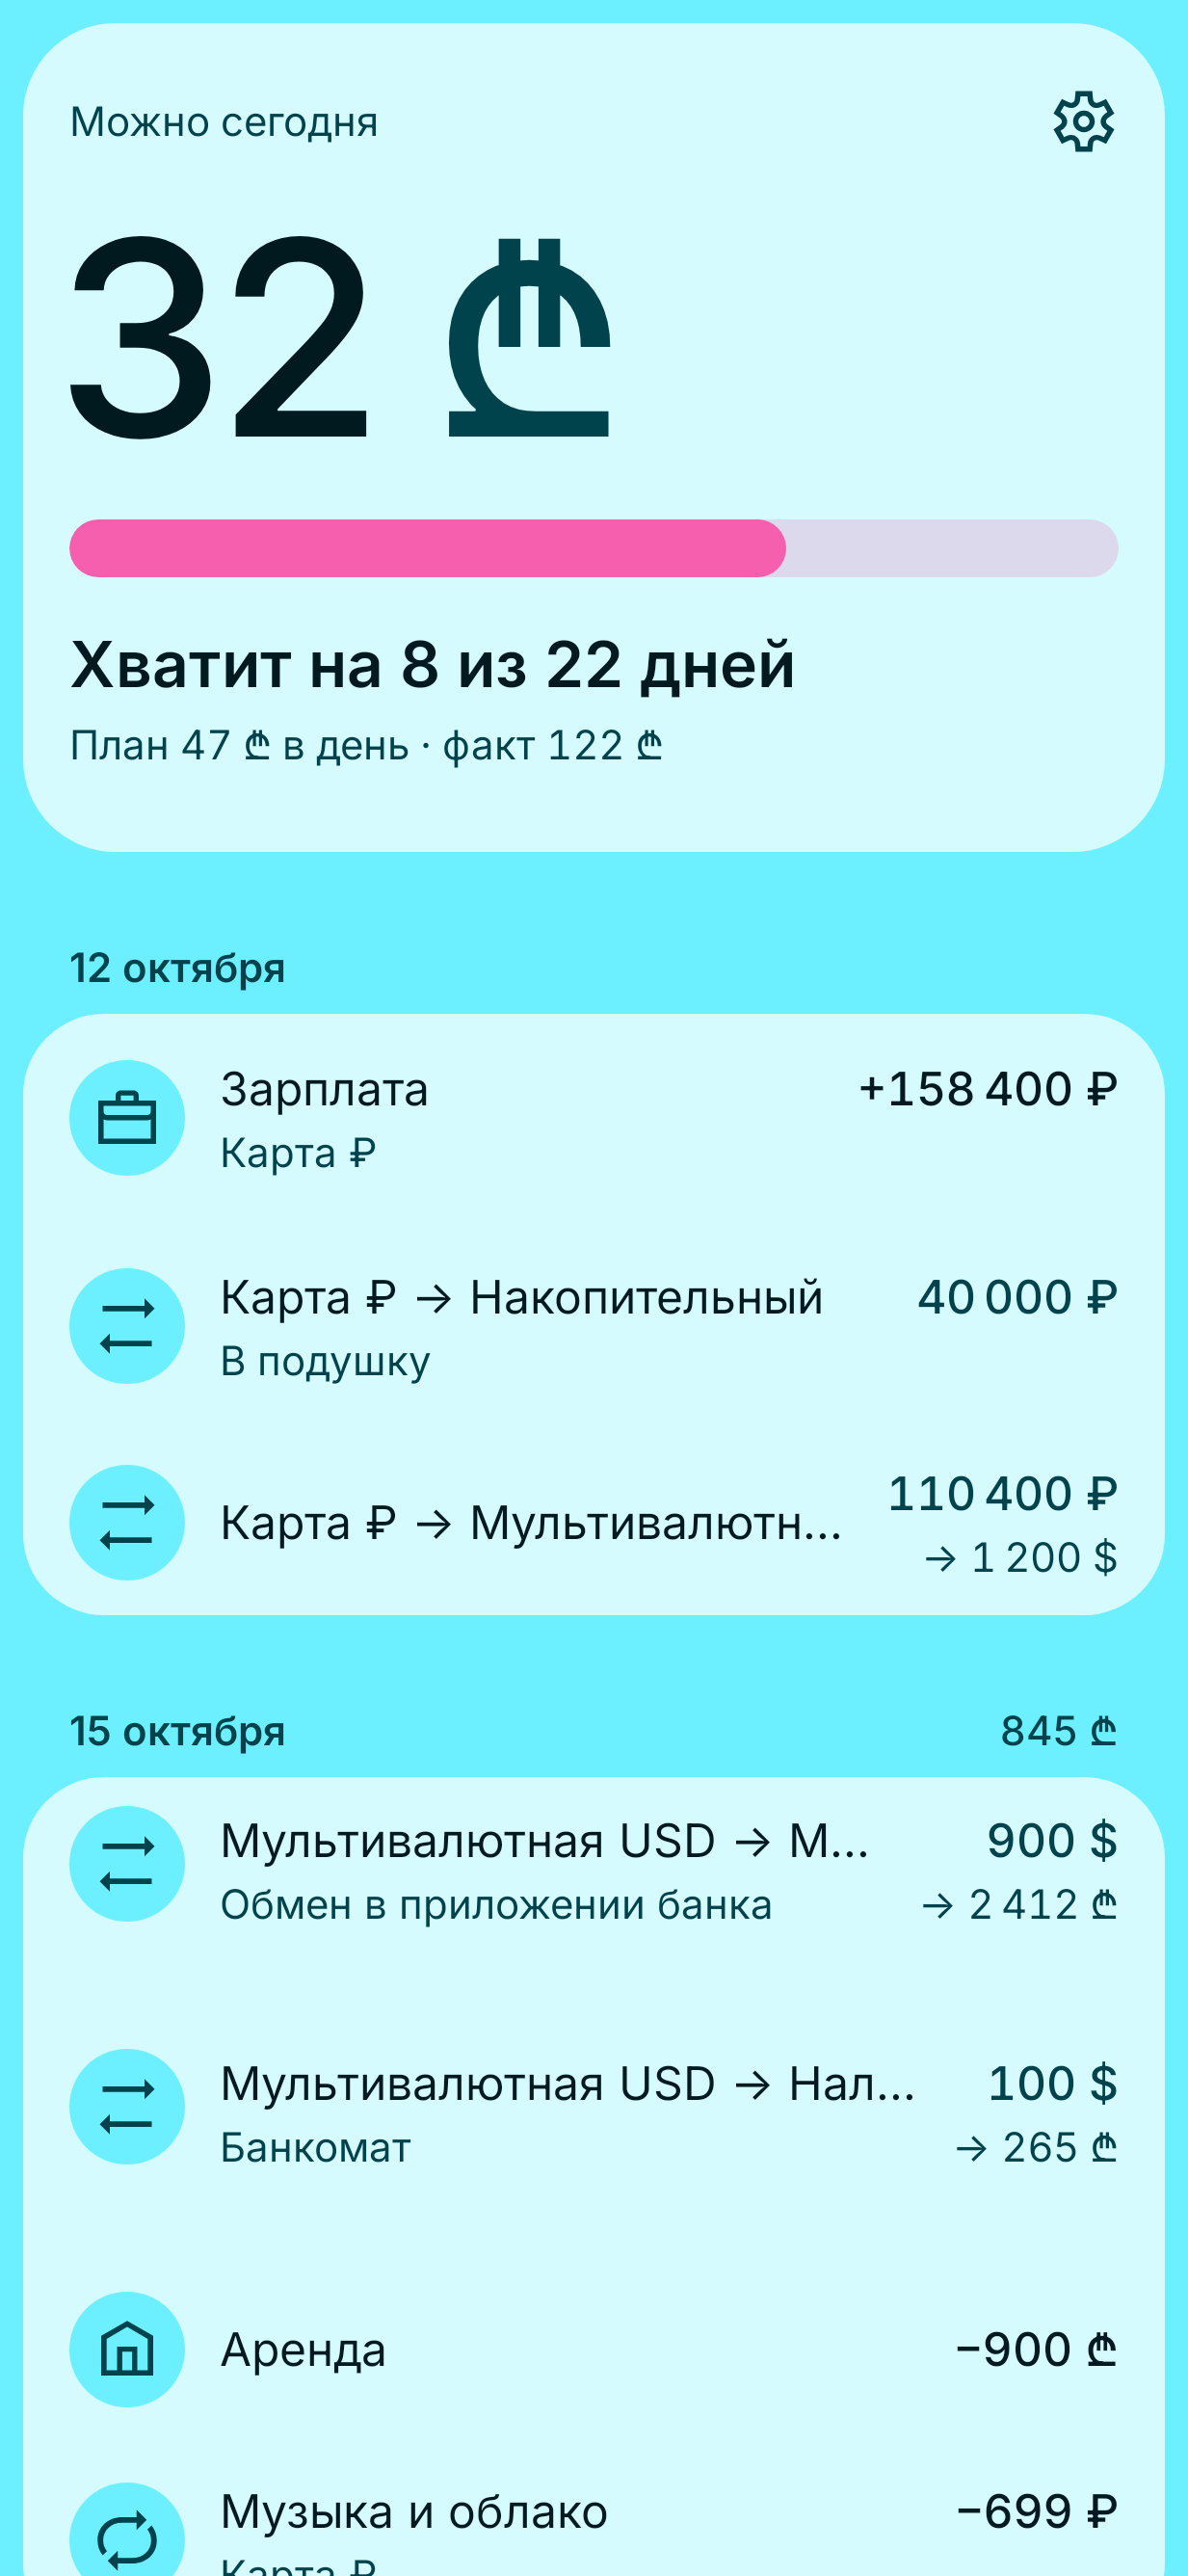 Можно сегодня
32 ₾
Хватит на 8 из 22 дней
План 47 ₾ в день · факт 122 ₾
12 октября
Зарплата +158 400 ₽
Карта ₽
Карта ₽ → Накопительный 40 000 ₽
В подушку
Карта ₽ → Мультивалютн... 110 400 ₽
→ 1 200 $
15 октября 845 ₾
Мультивалютная USD → М... 900 $
Обмен в приложении банка → 2 412 ₾
Мультивалютная USD → Нал... 100 $
Банкомат → 265 ₾
Аренда −900 ₾
Музыка и облако −699 ₽
Карта ₽